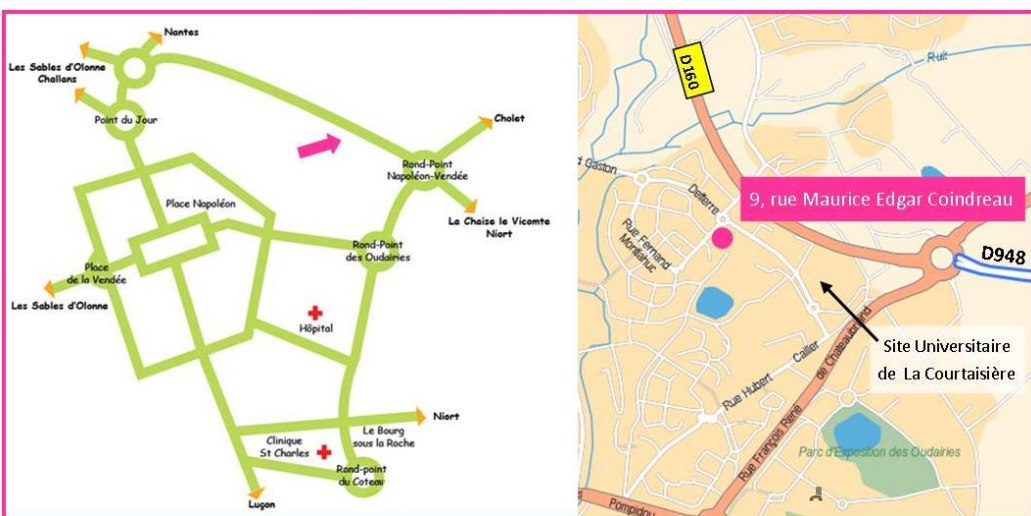 Nantes
Les Sables d'Olonne
Challans
Point du Jour
Cholet
Rond-Point
Napoléon-Vendée
Place Napoléon
La Chaise le Vicomte
Niort
Rond-Point
des Oudairies
Place
de la Vendée
Les Sables d'Olonne
Hôpital
Niort
Clinique
St Charles
Le Bourg
sous la Roche
Rond-point
du Coteau
Luçon
D160
Ruit
d Gaston
Defferre
9, rue Maurice Edgar Coindreau
Rue Fernand
D948
Site Universitaire
de La Courtaisière
Rue Hubert Cailler
Rue François René de Chateaubriand
Parc d'Exposition des Oudairies
Pompidou